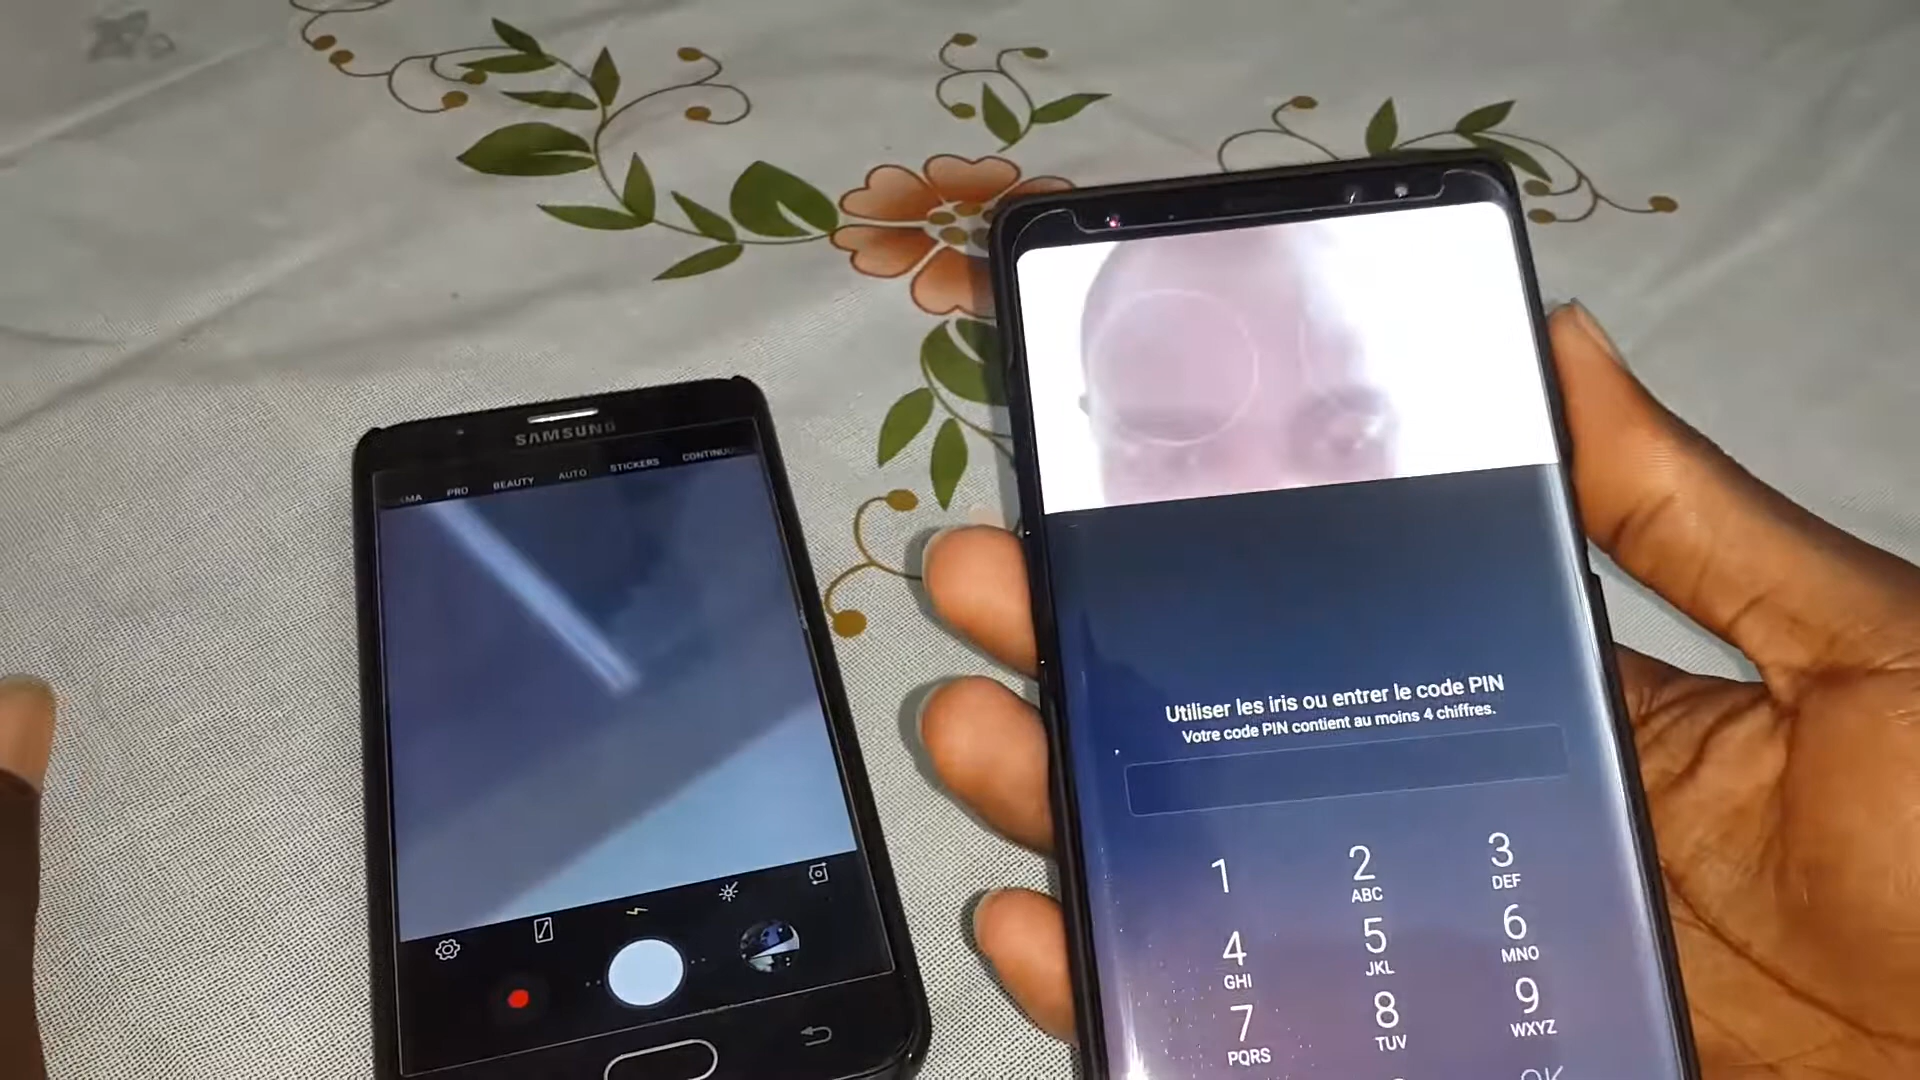 SAMSUNG
PRO BEAUTY AUTO STICKERS
Utiliser les iris ou entrer le code PIN
Votre code PIN contient au moins 4 chiffres.
1 2 3
ABC DEF
4 5 6
GHI JKL MNO
7 8 9
PQRS TUV WXYZ